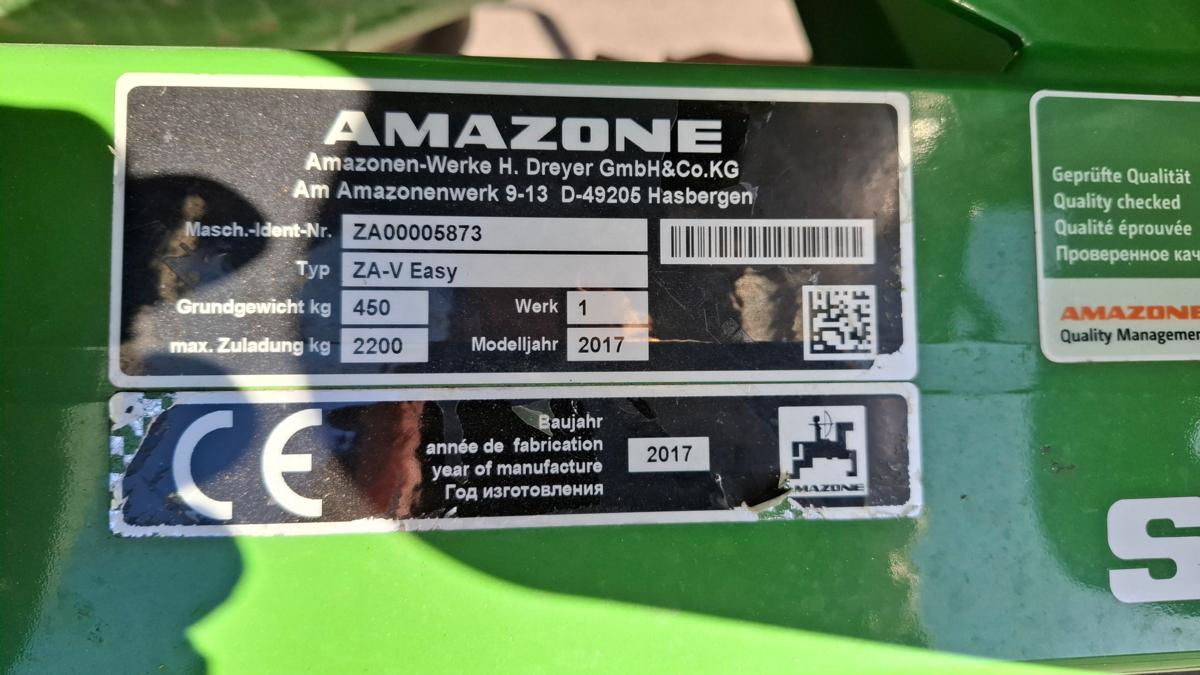 AMAZONE
Amazonen-Werke H. Dreyer GmbH&Co.KG
Am Amazonenwerk 9-13 D-49205 Hasbergen
Masch.-Ident-Nr. ZA00005873
Typ ZA-V Easy
Grundgewicht kg 450 Werk 1
max. Zuladung kg 2200 Modelljahr 2017
CE
Baujahr
année de fabrication
year of manufacture
Год изготовления
2017
AMAZONE
Geprüfte Qualität
Quality checked
Qualité éprouvée
Проверенное
AMAZONE
Quality
S